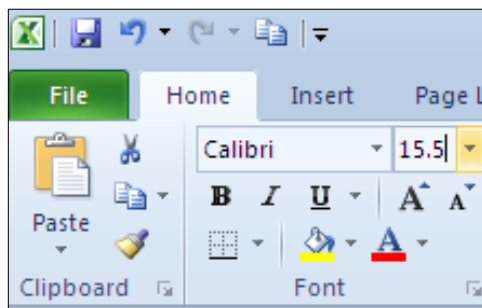 File Home Insert Page L
Calibri 15.5
B I U A A
Paste
A
Clipboard Font